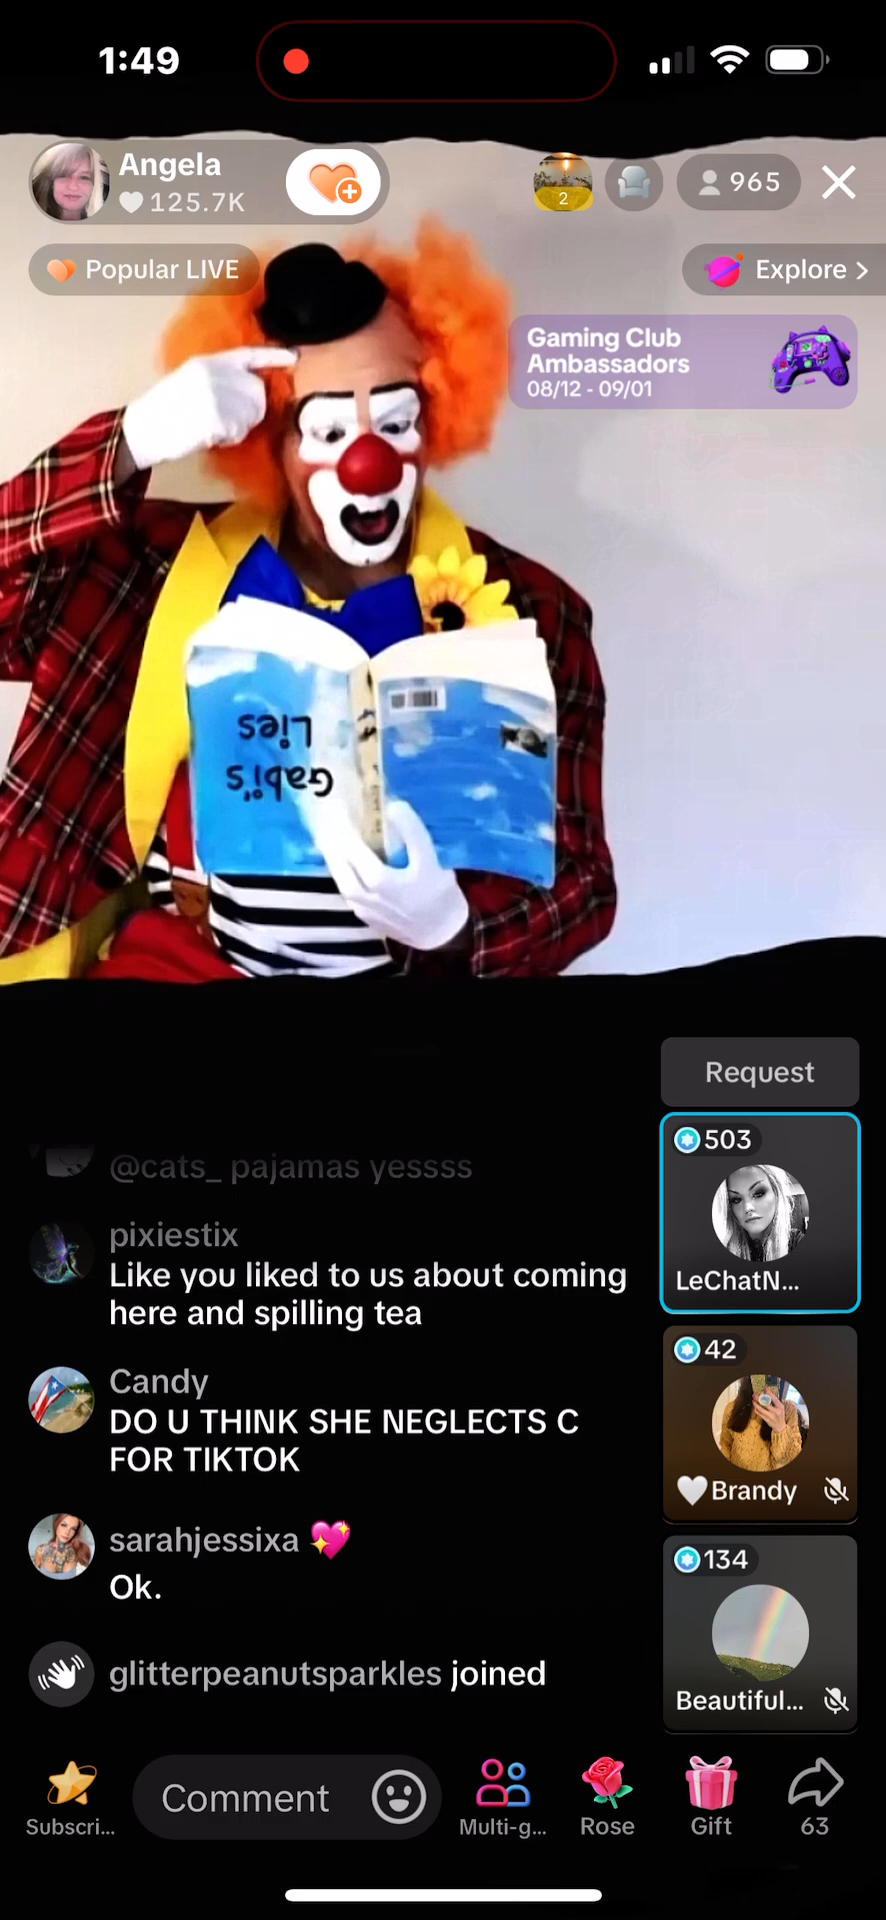 1:49
Angela
125.7K
2
965
Popular LIVE
Explore >
Gaming Club
Ambassadors
08/12 - 09/01
Gabi's
Lies
Request
@cats_ pajamas yessss
503
LeChatN...
pixiestix
Like you liked to us about coming
here and spilling tea
42
Brandy
Candy
DO U THINK SHE NEGLECTS C
FOR TIKTOK
134
Beautiful...
sarahjessixa 💖
Ok.
glitterpeanutsparkles joined
Subscri...
Comment
Multi-g...
Rose
Gift
63